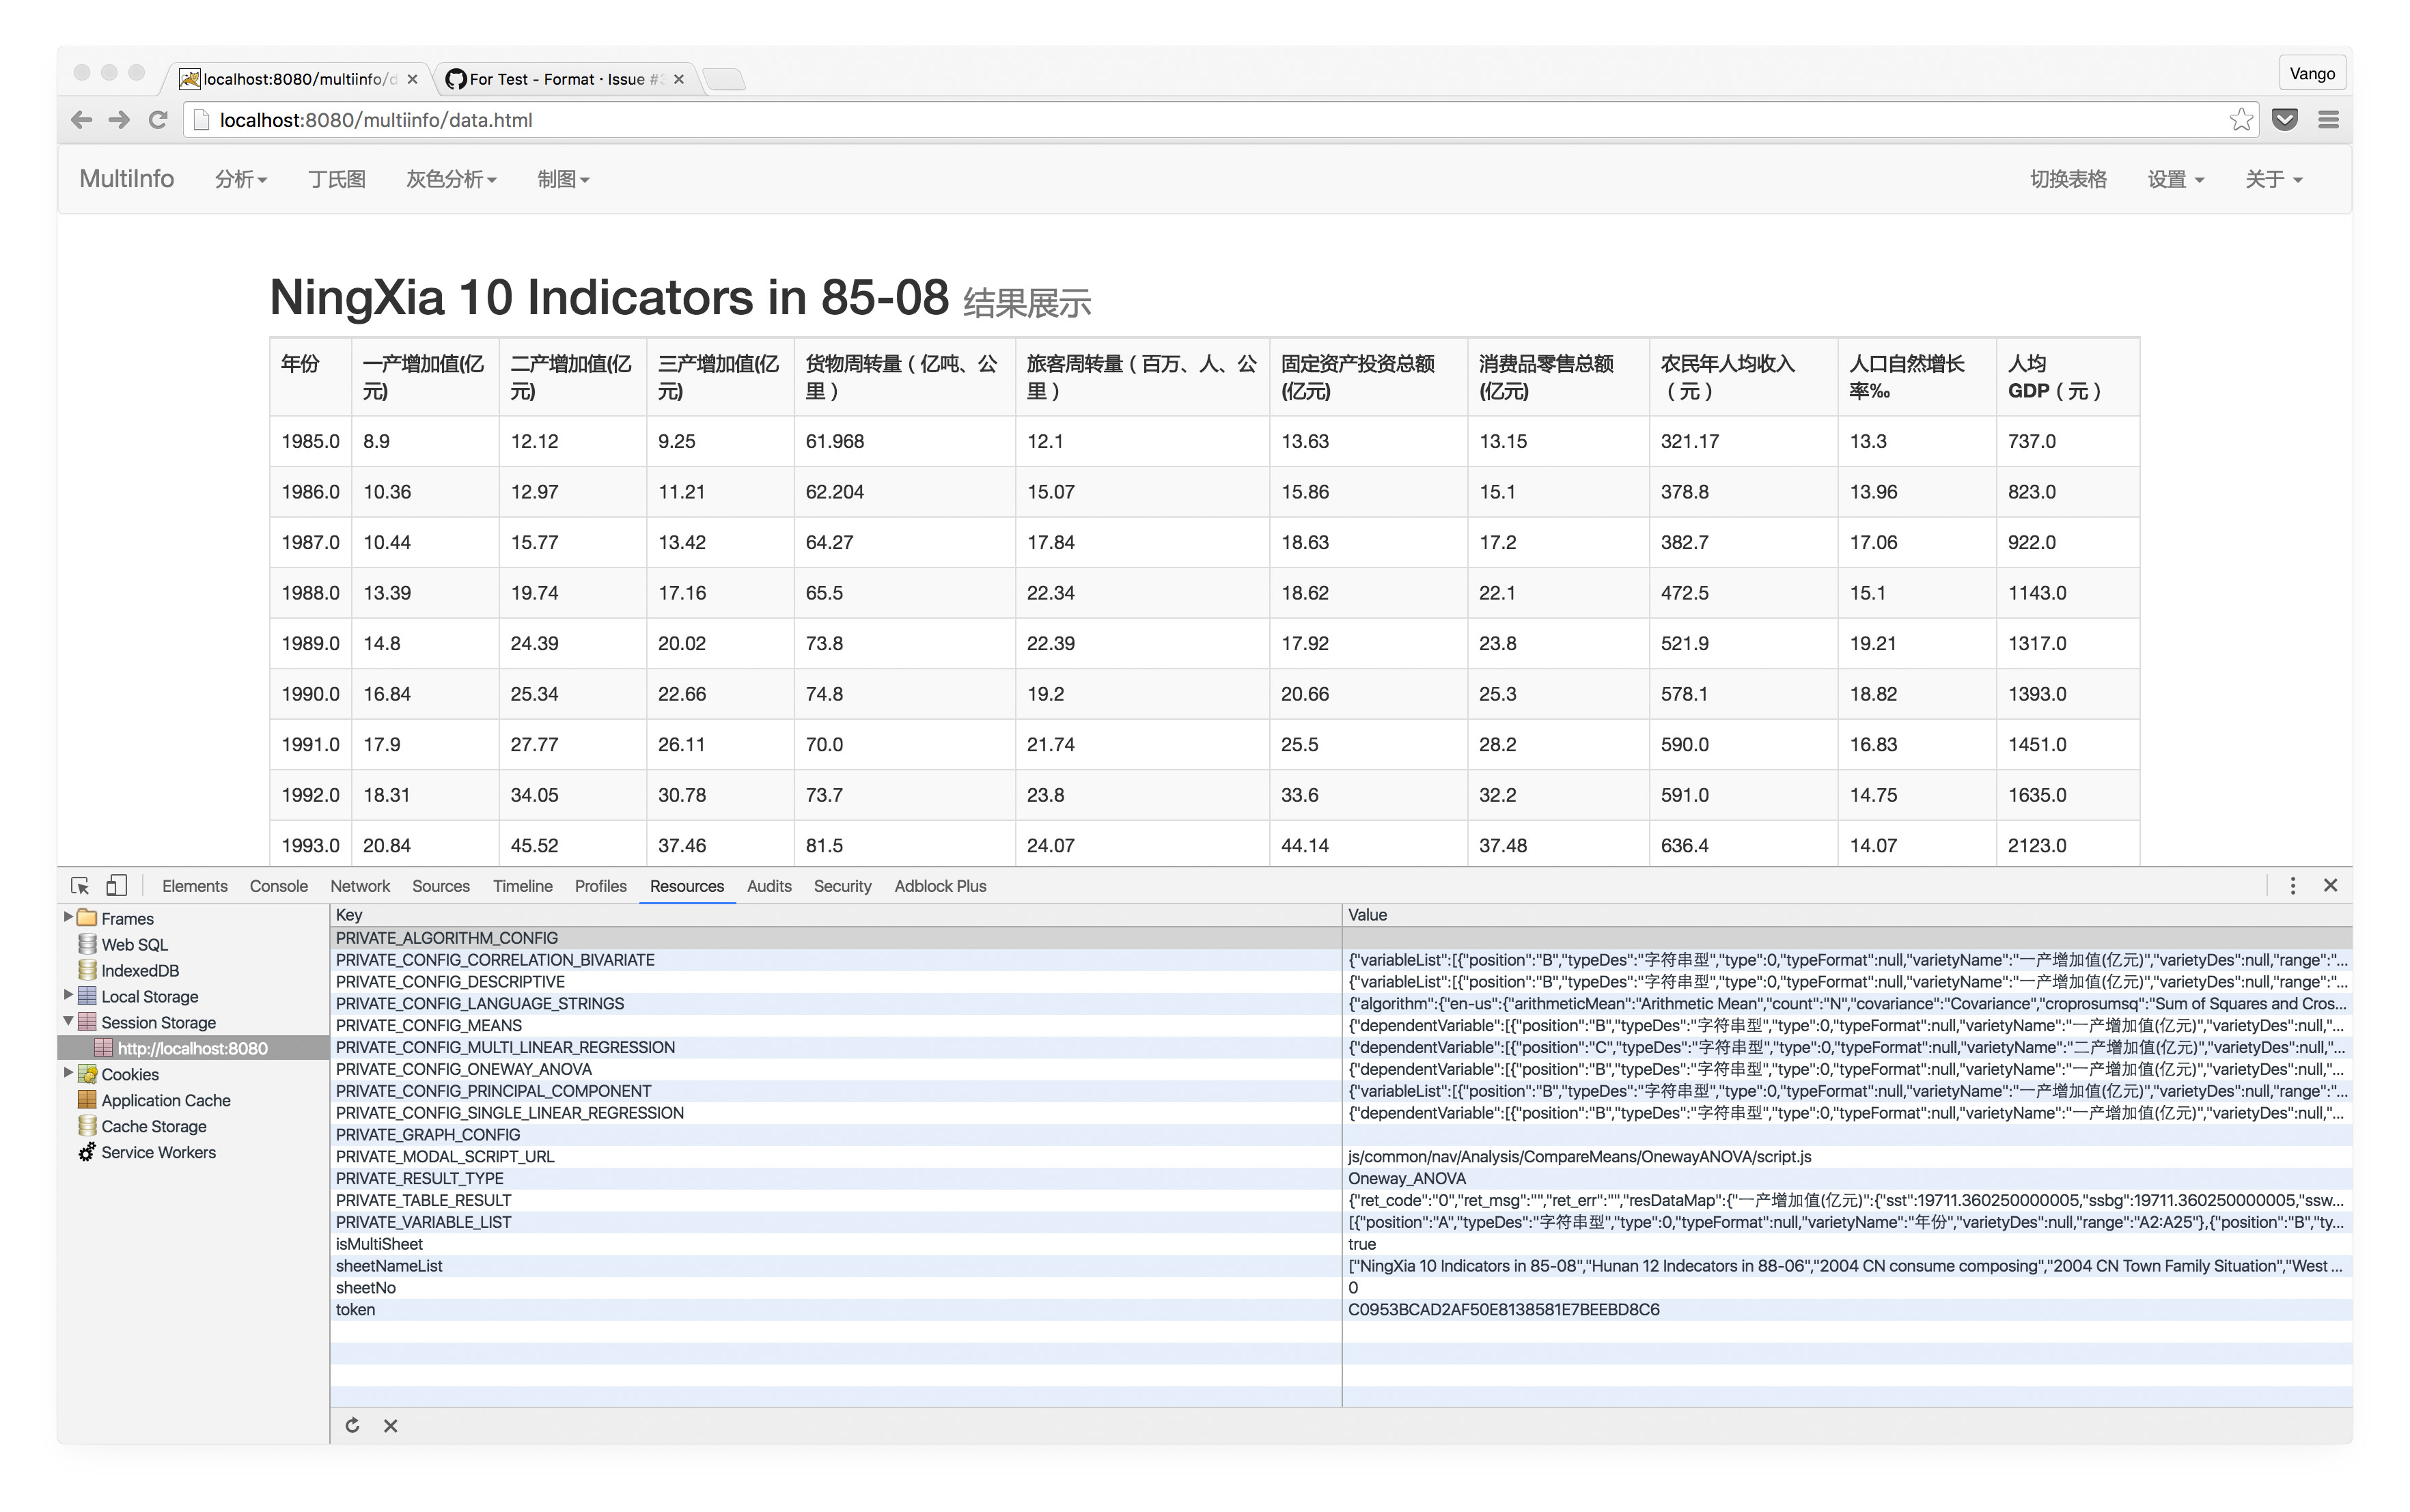 localhost:8080/multiinfo/d
For Test - Format · Issue #3
Vango
localhost:8080/multiinfo/data.html
MultiInfo 分析 丁氏图 灰色分析 制图 切换表格 设置 关于
NingXia 10 Indicators in 85-08 结果展示
年份 一产增加值(亿元) 二产增加值(亿元) 三产增加值(亿元) 货物周转量（亿吨、公里） 旅客周转量（百万、人、公里） 固定资产投资总额(亿元) 消费品零售总额(亿元) 农民年人均收入（元） 人口自然增长率‰ 人均GDP（元）
1985.0 8.9 12.12 9.25 61.968 12.1 13.63 13.15 321.17 13.3 737.0
1986.0 10.36 12.97 11.21 62.204 15.07 15.86 15.1 378.8 13.96 823.0
1987.0 10.44 15.77 13.42 64.27 17.84 18.63 17.2 382.7 17.06 922.0
1988.0 13.39 19.74 17.16 65.5 22.34 18.62 22.1 472.5 15.1 1143.0
1989.0 14.8 24.39 20.02 73.8 22.39 17.92 23.8 521.9 19.21 1317.0
1990.0 16.84 25.34 22.66 74.8 19.2 20.66 25.3 578.1 18.82 1393.0
1991.0 17.9 27.77 26.11 70.0 21.74 25.5 28.2 590.0 16.83 1451.0
1992.0 18.31 34.05 30.78 73.7 23.8 33.6 32.2 591.0 14.75 1635.0
1993.0 20.84 45.52 37.46 81.5 24.07 44.14 37.48 636.4 14.07 2123.0
Elements Console Network Sources Timeline Profiles Resources Audits Security Adblock Plus
Frames
Web SQL
IndexedDB
Local Storage
Session Storage
http://localhost:8080
Cookies
Application Cache
Cache Storage
Service Workers
Key Value
PRIVATE_ALGORITHM_CONFIG
PRIVATE_CONFIG_CORRELATION_BIVARIATE {"variableList":[{"position":"B","typeDes":"字符串型","type":0,"typeFormat":null,"varietyName":"一产增加值(亿元)","varietyDes":null,"range":"...
PRIVATE_CONFIG_DESCRIPTIVE {"variableList":[{"position":"B","typeDes":"字符串型","type":0,"typeFormat":null,"varietyName":"一产增加值(亿元)","varietyDes":null,"range":"...
PRIVATE_CONFIG_LANGUAGE_STRINGS {"algorithm":{"en-us":{"arithmeticMean":"Arithmetic Mean","count":"N","covariance":"Covariance","croprosumsq":"Sum of Squares and Cros...
PRIVATE_CONFIG_MEANS {"dependentVariable":[{"position":"B","typeDes":"字符串型","type":0,"typeFormat":null,"varietyName":"一产增加值(亿元)","varietyDes":null,"...
PRIVATE_CONFIG_MULTI_LINEAR_REGRESSION {"dependentVariable":[{"position":"C","typeDes":"字符串型","type":0,"typeFormat":null,"varietyName":"二产增加值(亿元)","varietyDes":null,"...
PRIVATE_CONFIG_ONEWAY_ANOVA {"dependentVariable":[{"position":"B","typeDes":"字符串型","type":0,"typeFormat":null,"varietyName":"一产增加值(亿元)","varietyDes":null,"...
PRIVATE_CONFIG_PRINCIPAL_COMPONENT {"variableList":[{"position":"B","typeDes":"字符串型","type":0,"typeFormat":null,"varietyName":"一产增加值(亿元)","varietyDes":null,"range":"...
PRIVATE_CONFIG_SINGLE_LINEAR_REGRESSION {"dependentVariable":[{"position":"B","typeDes":"字符串型","type":0,"typeFormat":null,"varietyName":"一产增加值(亿元)","varietyDes":null,"...
PRIVATE_GRAPH_CONFIG
PRIVATE_MODAL_SCRIPT_URL js/common/nav/Analysis/CompareMeans/OnewayANOVA/script.js
PRIVATE_RESULT_TYPE Oneway_ANOVA
PRIVATE_TABLE_RESULT {"ret_code":"0","ret_msg":"","ret_err":"","resDataMap":{"一产增加值(亿元)":{"sst":19711.360250000005,"ssbg":19711.360250000005,"ssw...
PRIVATE_VARIABLE_LIST [{"position":"A","typeDes":"字符串型","type":0,"typeFormat":null,"varietyName":"年份","varietyDes":null,"range":"A2:A25"},{"position":"B","ty...
isMultiSheet true
sheetNameList ["NingXia 10 Indicators in 85-08","Hunan 12 Indecators in 88-06","2004 CN consume composing","2004 CN Town Family Situation","West ...
sheetNo 0
token C0953BCAD2AF50E8138581E7BEEBD8C6